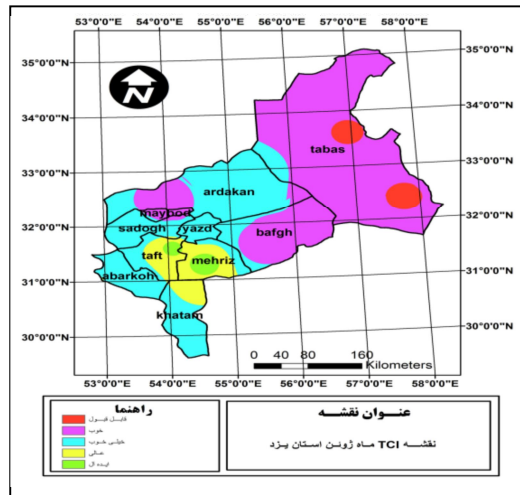 53°0'0"E 54°0'0"E 55°0'0"E 56°0'0"E 57°0'0"E 58°0'0"E
35°0'0"N
35°0'0"N
34°0'0"N
34°0'0"N
33°0'0"N
33°0'0"N
32°0'0"N
32°0'0"N
31°0'0"N
31°0'0"N
30°0'0"N
30°0'0"N
N
tabas
ardakan
maybod
sadogh
yazd
bafgh
taft
mehriz
abarkoh
khatam
0 40 80 160
Kilometers
53°0'0"E 54°0'0"E 55°0'0"E 56°0'0"E 57°0'0"E 58°0'0"E
راهنما
قابل قبول
خوب
خیلی خوب
عالی
ایده ال
عنوان نقشه
نقشه TCI ماه ژوئن استان یزد